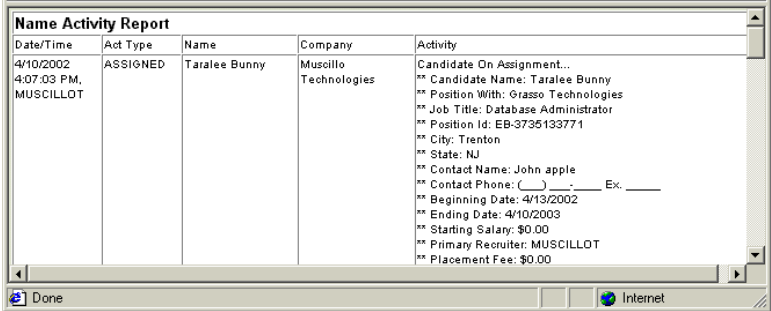 Name Activity Report
Date/Time Act Type Name Company Activity
4/10/2002 ASSIGNED Taralee Bunny Muscillo Candidate On Assignment...
4:07:03 PM, Technologies ** Candidate Name: Taralee Bunny
MUSCILLOT ** Position With: Grasso Technologies
** Job Title: Database Administrator
** Position Id: EB-3735133771
** City: Trenton
** State: NJ
** Contact Name: John apple
** Contact Phone: (___) ___-____ Ex. _____
** Beginning Date: 4/13/2002
** Ending Date: 4/10/2003
** Starting Salary: $0.00
** Primary Recruiter: MUSCILLOT
** Placement Fee: $0.00
Done Internet